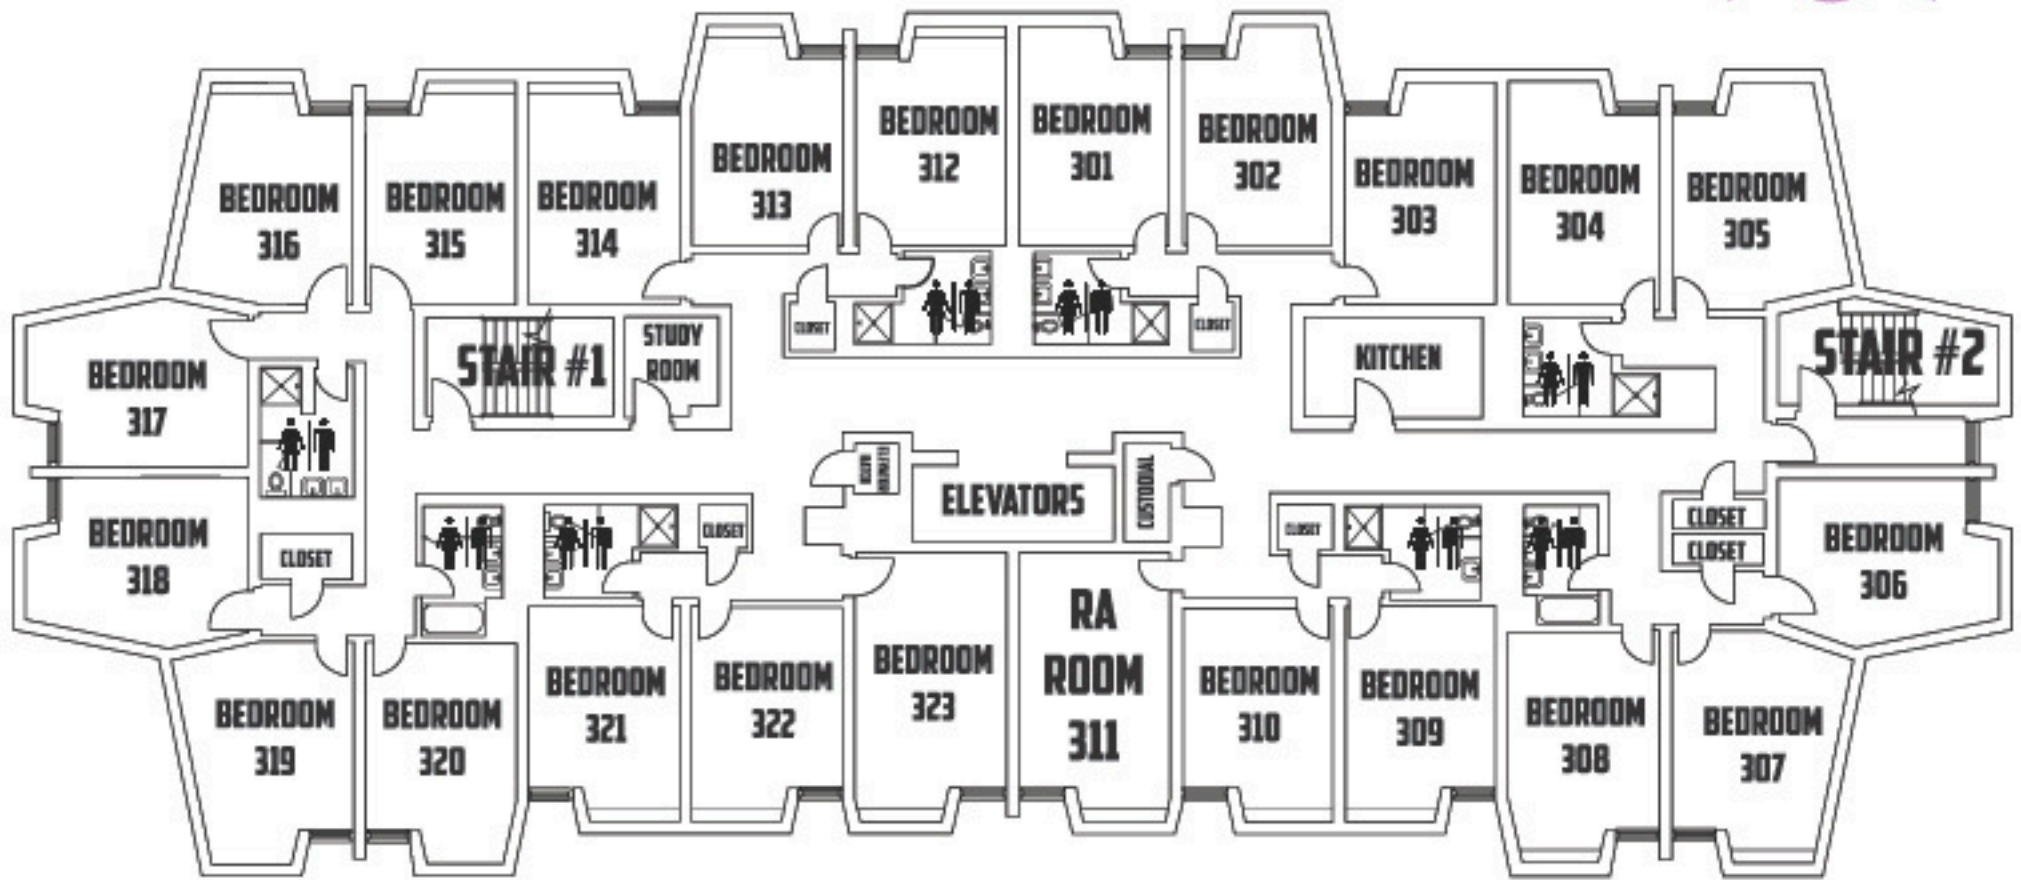 BEDROOM
316
BEDROOM
315
BEDROOM
314
BEDROOM
313
BEDROOM
312
BEDROOM
301
BEDROOM
302
BEDROOM
303
BEDROOM
304
BEDROOM
305
CLOSET
CLOSET
STAIR #1
STUDY
ROOM
KITCHEN
STAIR #2
BEDROOM
317
ELEVATORS
CUSTODIAL
BEDROOM
318
CLOSET
CLOSET
CLOSET
CLOSET
CLOSET
BEDROOM
306
BEDROOM
319
BEDROOM
320
BEDROOM
321
BEDROOM
322
BEDROOM
323
RA
ROOM
311
BEDROOM
310
BEDROOM
309
BEDROOM
308
BEDROOM
307